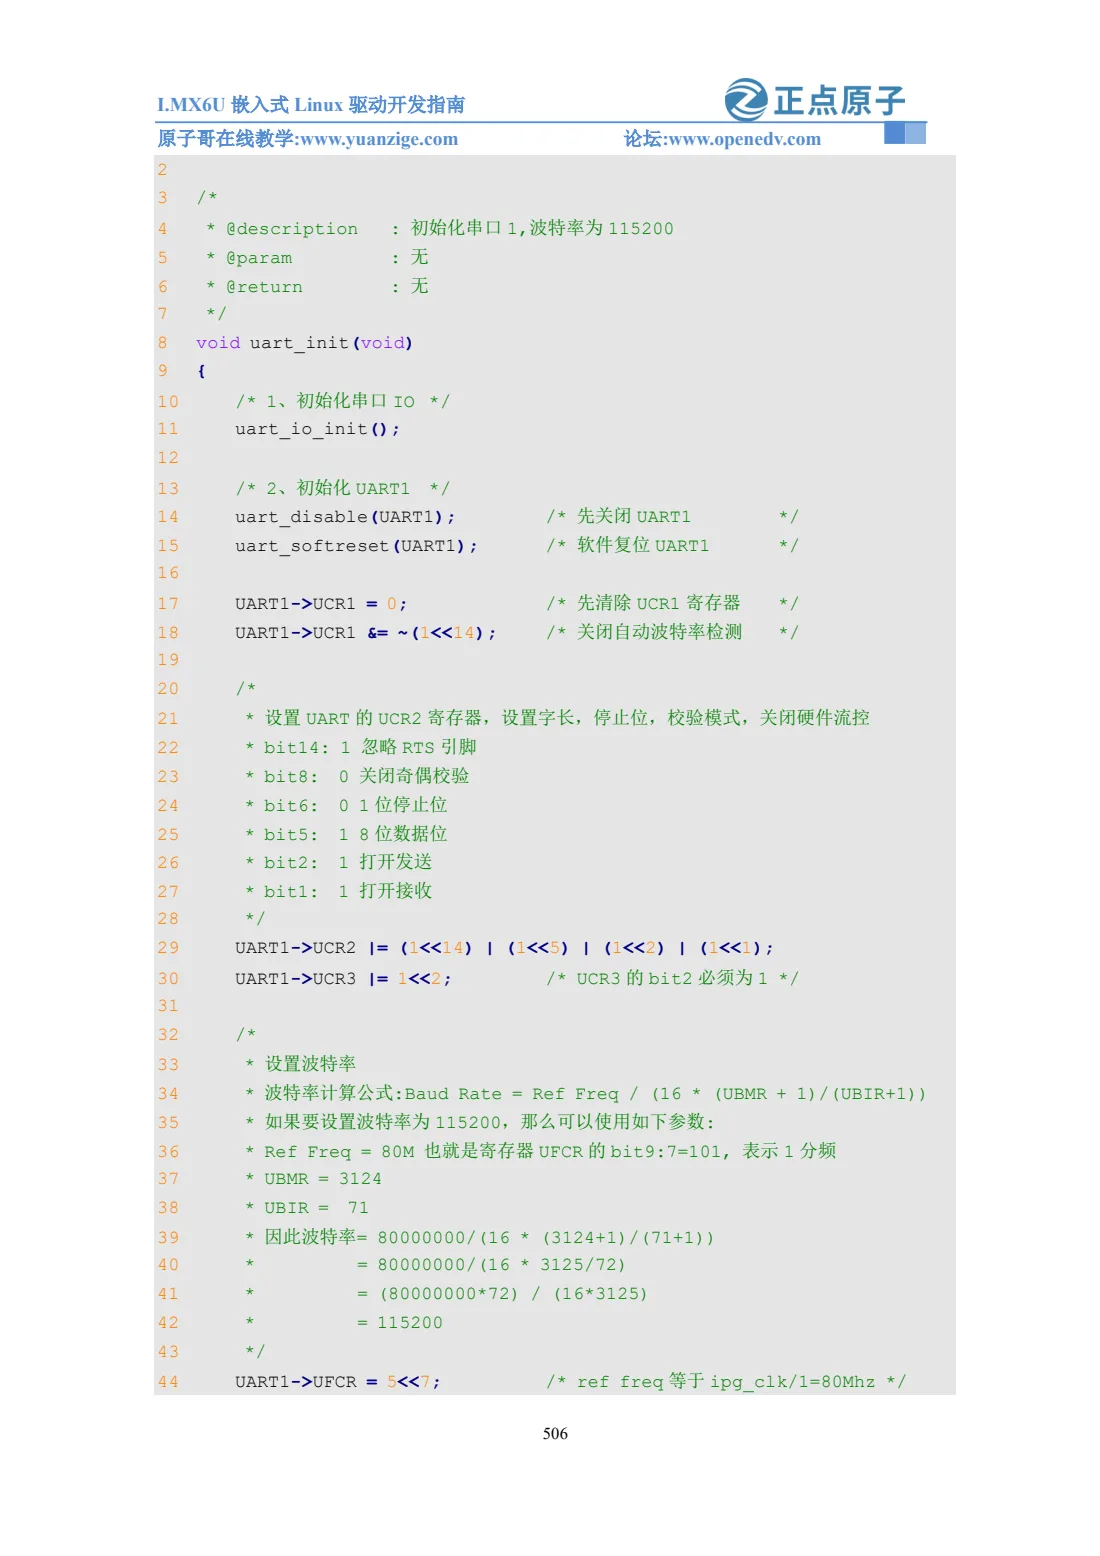 I.MX6U 嵌入式 Linux 驱动开发指南
正点原子
原子哥在线教学:www.yuanzige.com 论坛:www.openedv.com
2
3 /*
4 * @description : 初始化串口 1,波特率为 115200
5 * @param : 无
6 * @return : 无
7 */
8 void uart_init(void)
9 {
10 /* 1、初始化串口 IO */
11 uart_io_init();
12
13 /* 2、初始化 UART1 */
14 uart_disable(UART1); /* 先关闭 UART1 */
15 uart_softreset(UART1); /* 软件复位 UART1 */
16
17 UART1->UCR1 = 0; /* 先清除 UCR1 寄存器 */
18 UART1->UCR1 &= ~(1<<14); /* 关闭自动波特率检测 */
19
20 /*
21 * 设置 UART 的 UCR2 寄存器，设置字长，停止位，校验模式，关闭硬件流控
22 * bit14: 1 忽略 RTS 引脚
23 * bit8: 0 关闭奇偶校验
24 * bit6: 0 1 位停止位
25 * bit5: 1 8 位数据位
26 * bit2: 1 打开发送
27 * bit1: 1 打开接收
28 */
29 UART1->UCR2 |= (1<<14) | (1<<5) | (1<<2) | (1<<1);
30 UART1->UCR3 |= 1<<2; /* UCR3 的 bit2 必须为 1 */
31
32 /*
33 * 设置波特率
34 * 波特率计算公式:Baud Rate = Ref Freq / (16 * (UBMR + 1)/(UBIR+1))
35 * 如果要设置波特率为 115200，那么可以使用如下参数:
36 * Ref Freq = 80M 也就是寄存器 UFCR 的 bit9:7=101, 表示 1 分频
37 * UBMR = 3124
38 * UBIR = 71
39 * 因此波特率= 80000000/(16 * (3124+1)/(71+1))
40 * = 80000000/(16 * 3125/72)
41 * = (80000000*72) / (16*3125)
42 * = 115200
43 */
44 UART1->UFCR = 5<<7; /* ref freq 等于 ipg_clk/1=80Mhz */
506